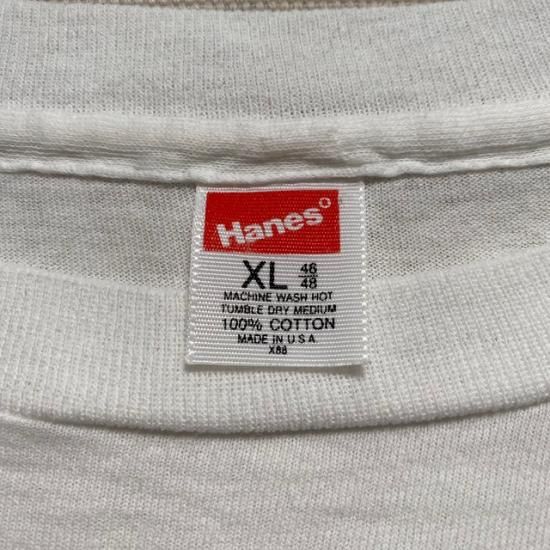 Hanes
XL 46/48
MACHINE WASH HOT
TUMBLE DRY MEDIUM
100% COTTON
MADE IN U S A
X88